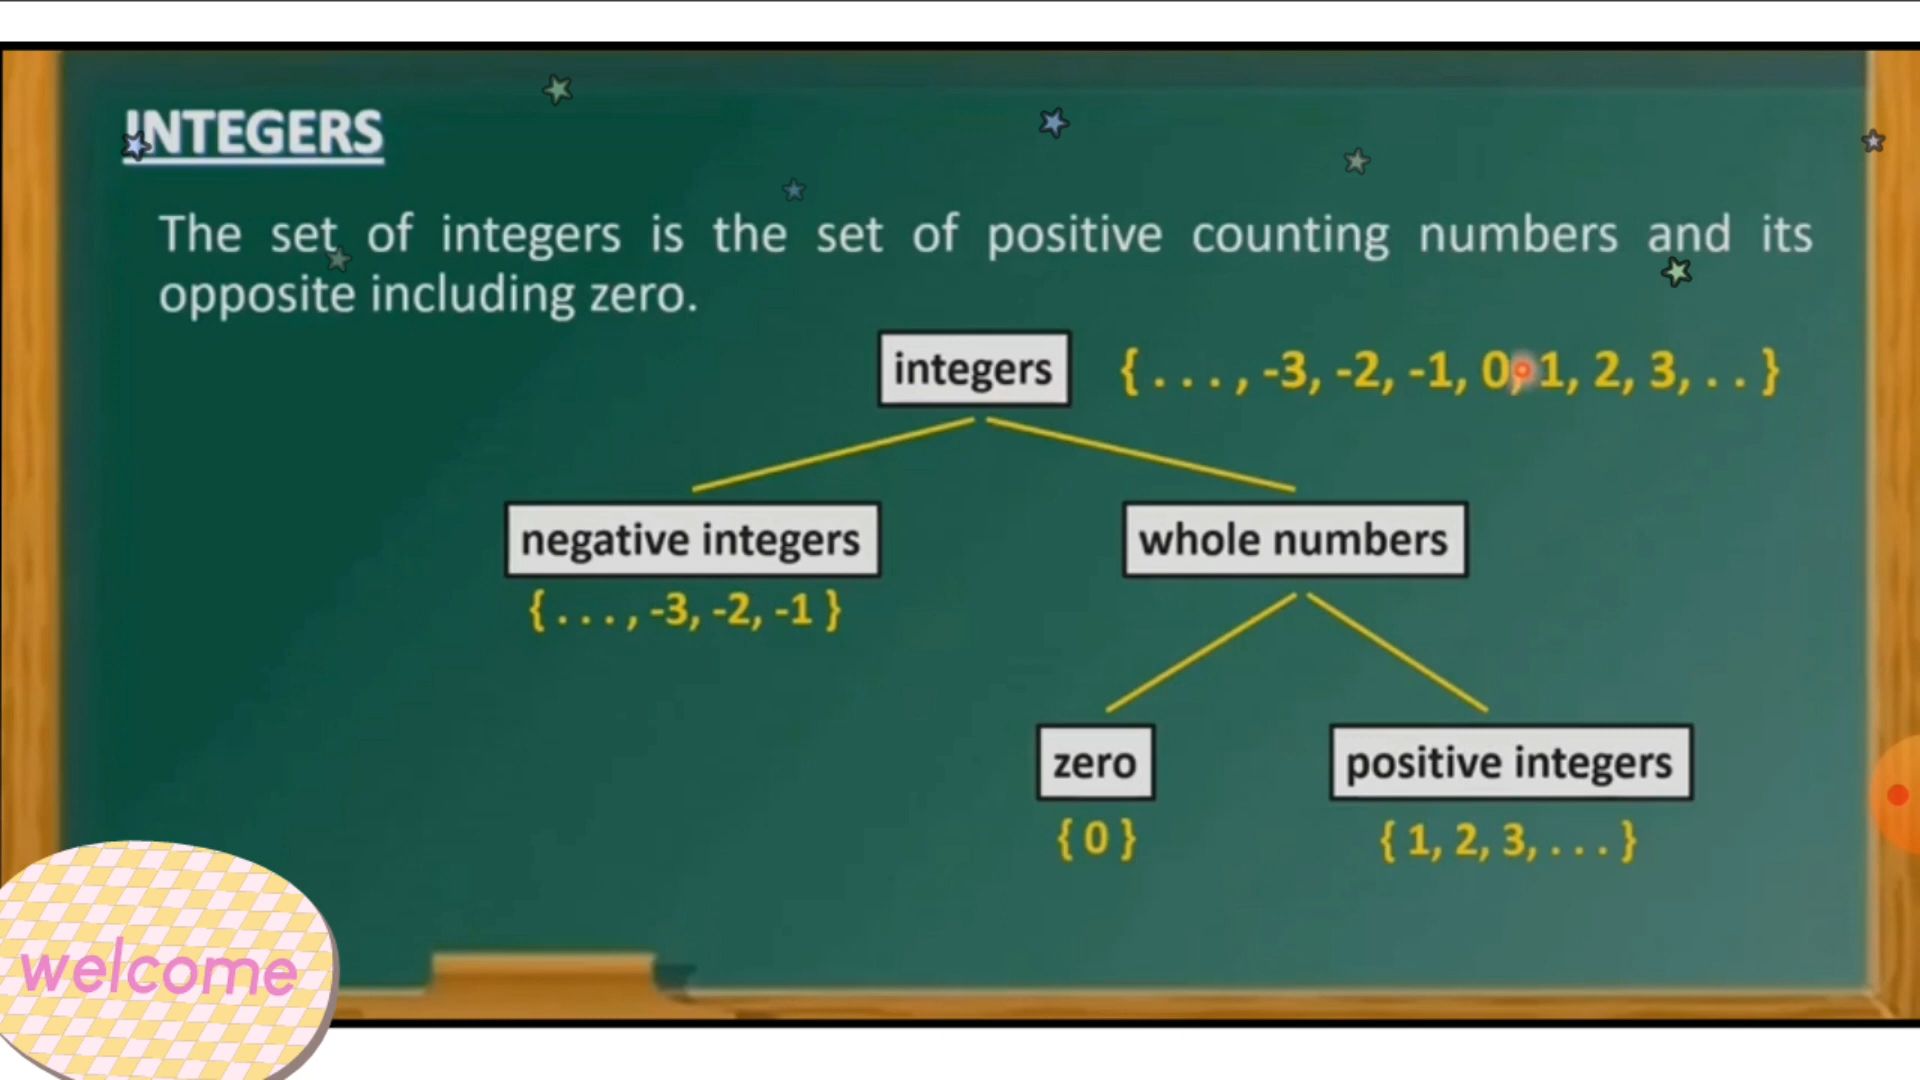 INTEGERS
The set of integers is the set of positive counting numbers and its
opposite including zero.
integers { . . . , -3, -2, -1, 0, 1, 2, 3, . . }
negative integers whole numbers
{ . . . , -3, -2, -1 }
zero positive integers
{ 0 } { 1, 2, 3, . . . }
welcome